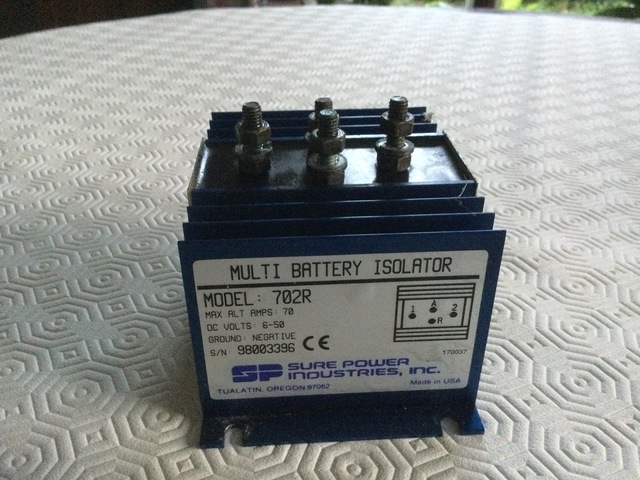 MULTI BATTERY ISOLATOR
MODEL: 702R
MAX ALT AMPS: 70
DC VOLTS: 6-50
GROUND: NEGATIVE
S/N: 98003396 CE
1 A 2
R
170037
SP SURE POWER
INDUSTRIES, INC.
TUALATIN, OREGON 97062
Made in USA